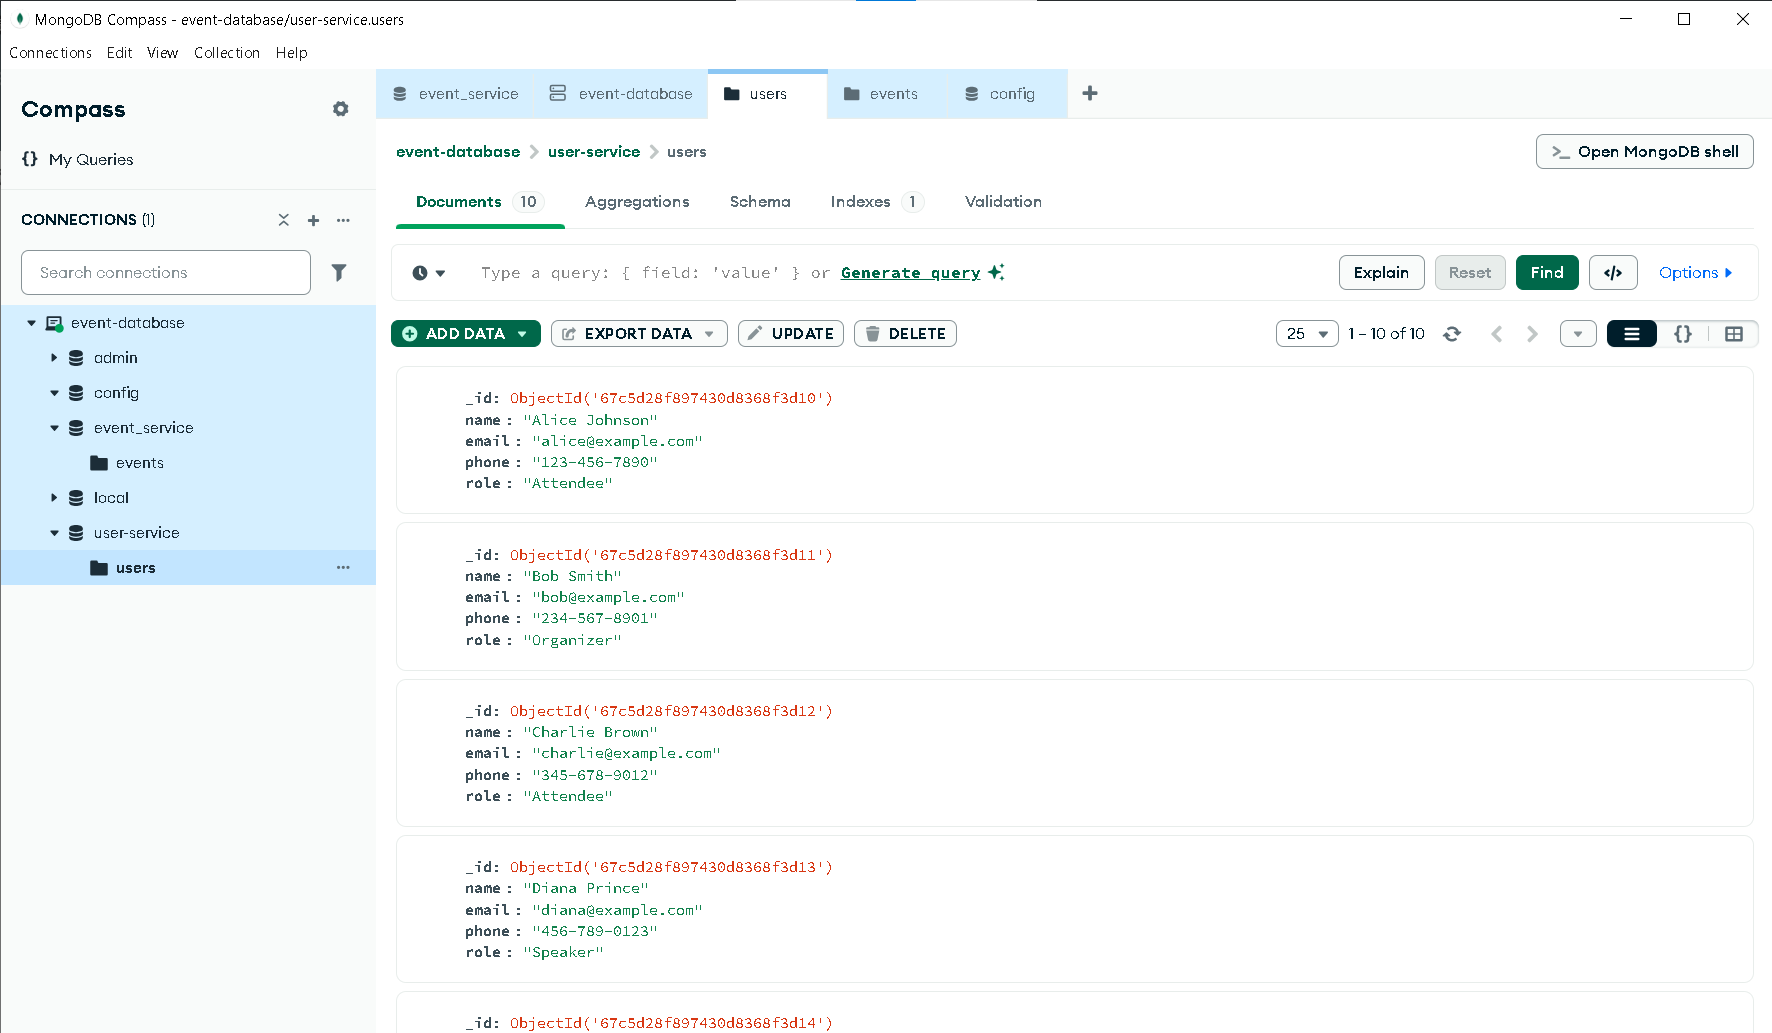 MongoDB Compass - event-database/user-service.users
Connections Edit View Collection Help
Compass
{} My Queries
CONNECTIONS (1)
Search connections
event-database
admin
config
event_service
events
local
user-service
users
event_service event-database users events config
event-database > user-service > users
>_ Open MongoDB shell
Documents 10 Aggregations Schema Indexes 1 Validation
Type a query: { field: 'value' } or Generate query
Explain Reset Find </> Options
ADD DATA EXPORT DATA UPDATE DELETE
25 1 – 10 of 10 {}
_id: ObjectId('67c5d28f897430d8368f3d10')
name : "Alice Johnson"
email : "alice@example.com"
phone : "123-456-7890"
role : "Attendee"
_id: ObjectId('67c5d28f897430d8368f3d11')
name : "Bob Smith"
email : "bob@example.com"
phone : "234-567-8901"
role : "Organizer"
_id: ObjectId('67c5d28f897430d8368f3d12')
name : "Charlie Brown"
email : "charlie@example.com"
phone : "345-678-9012"
role : "Attendee"
_id: ObjectId('67c5d28f897430d8368f3d13')
name : "Diana Prince"
email : "diana@example.com"
phone : "456-789-0123"
role : "Speaker"
_id: ObjectId('67c5d28f897430d8368f3d14')